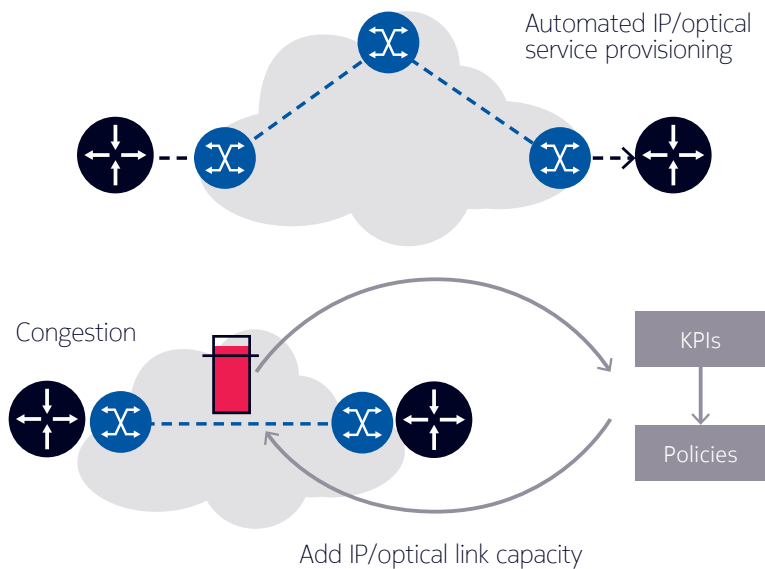 Automated IP/optical
service provisioning
Congestion
KPIs
Policies
Add IP/optical link capacity